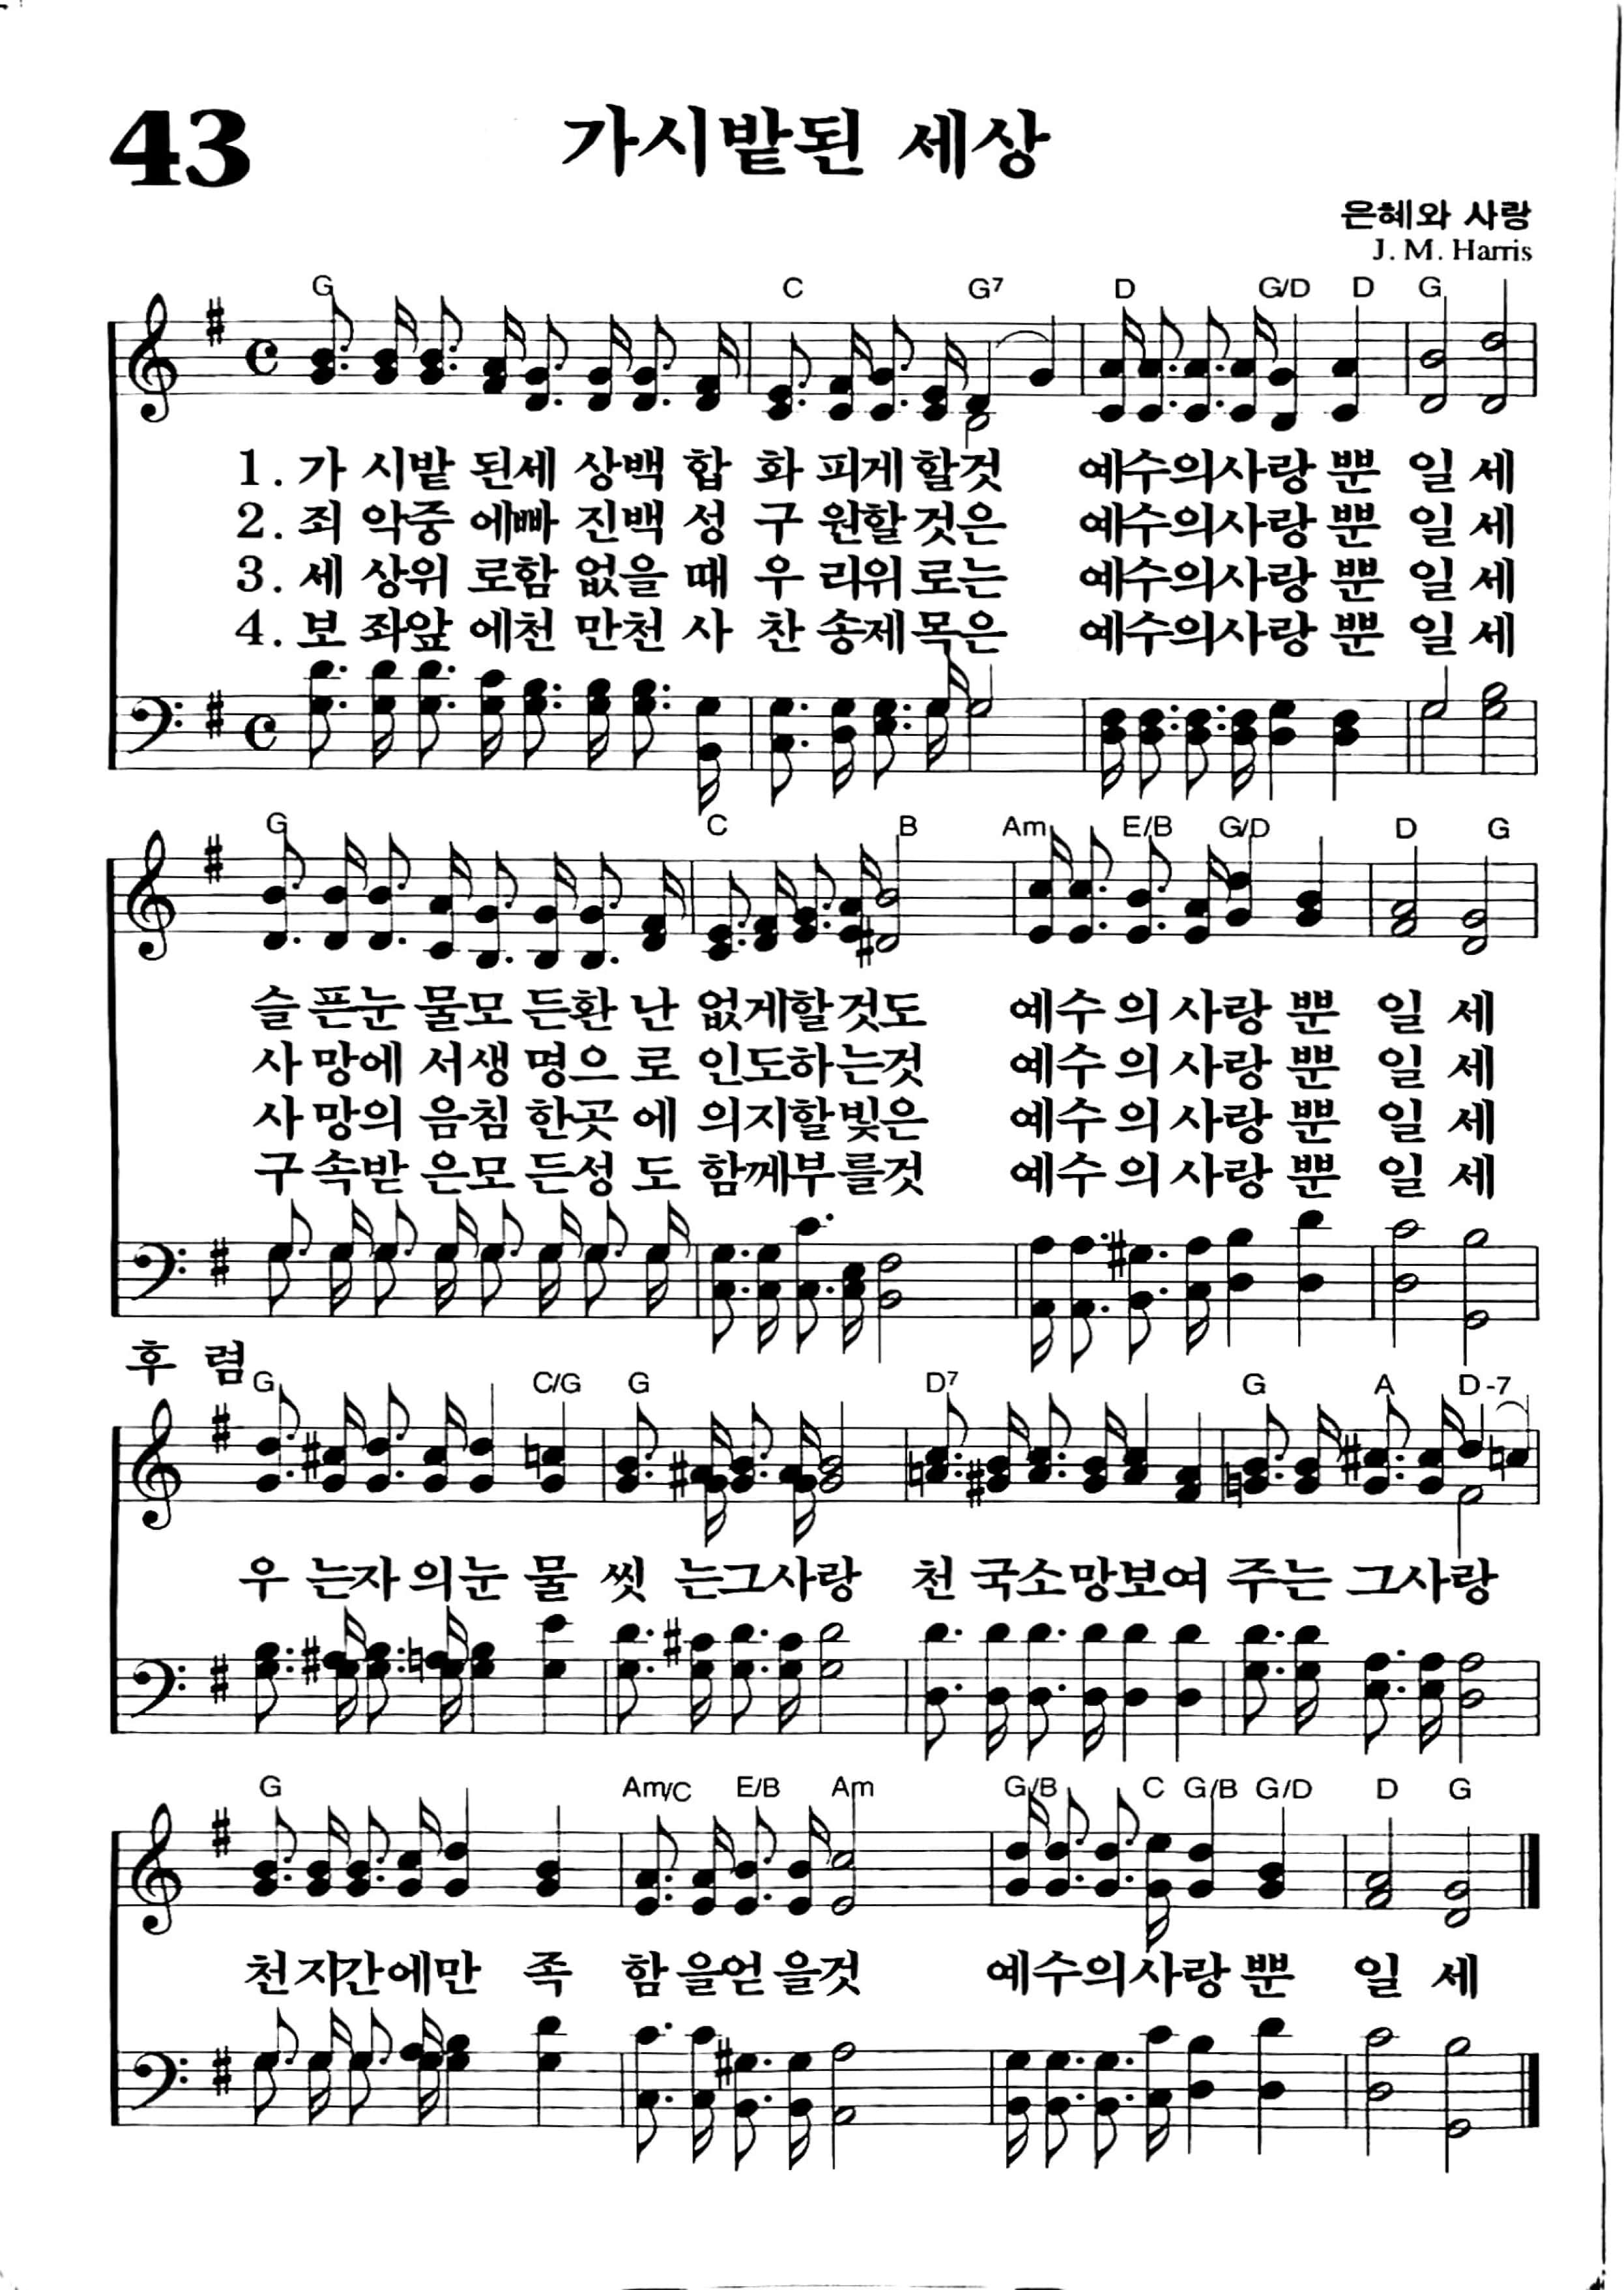 43
가시밭된 세상
은혜와 사랑
J. M. Harris
G C G7 D G/D D G
1. 가 시밭 된세 상백 합 화 피게할것 예수의사랑 뿐 일 세
2. 죄 악중 에빠 진백 성 구 원할것은 예수의사랑 뿐 일 세
3. 세 상위 로함 없을 때 우 리위로는 예수의사랑 뿐 일 세
4. 보 좌앞 에천 만천 사 찬 송제목은 예수의사랑 뿐 일 세
G C B Am E/B G/D D G
슬 픈눈 물모 든환 난 없게할것도 예수 의 사랑 뿐 일 세
사 망에 서생 명으 로 인도하는것 예수 의 사랑 뿐 일 세
사 망의 음침 한곳 에 의지할빛은 예수 의 사랑 뿐 일 세
구 속받 은모 든성 도 함께부를것 예수 의 사랑 뿐 일 세
후 렴
G C/G G D7 G A D-7
우 는자 의눈 물 씻 는그사랑 천 국소망보여 주는 그사랑
G Am/C E/B Am G/B C G/B G/D D G
천지간에만 족 함 을얻 을것 예수의사랑 뿐 일 세